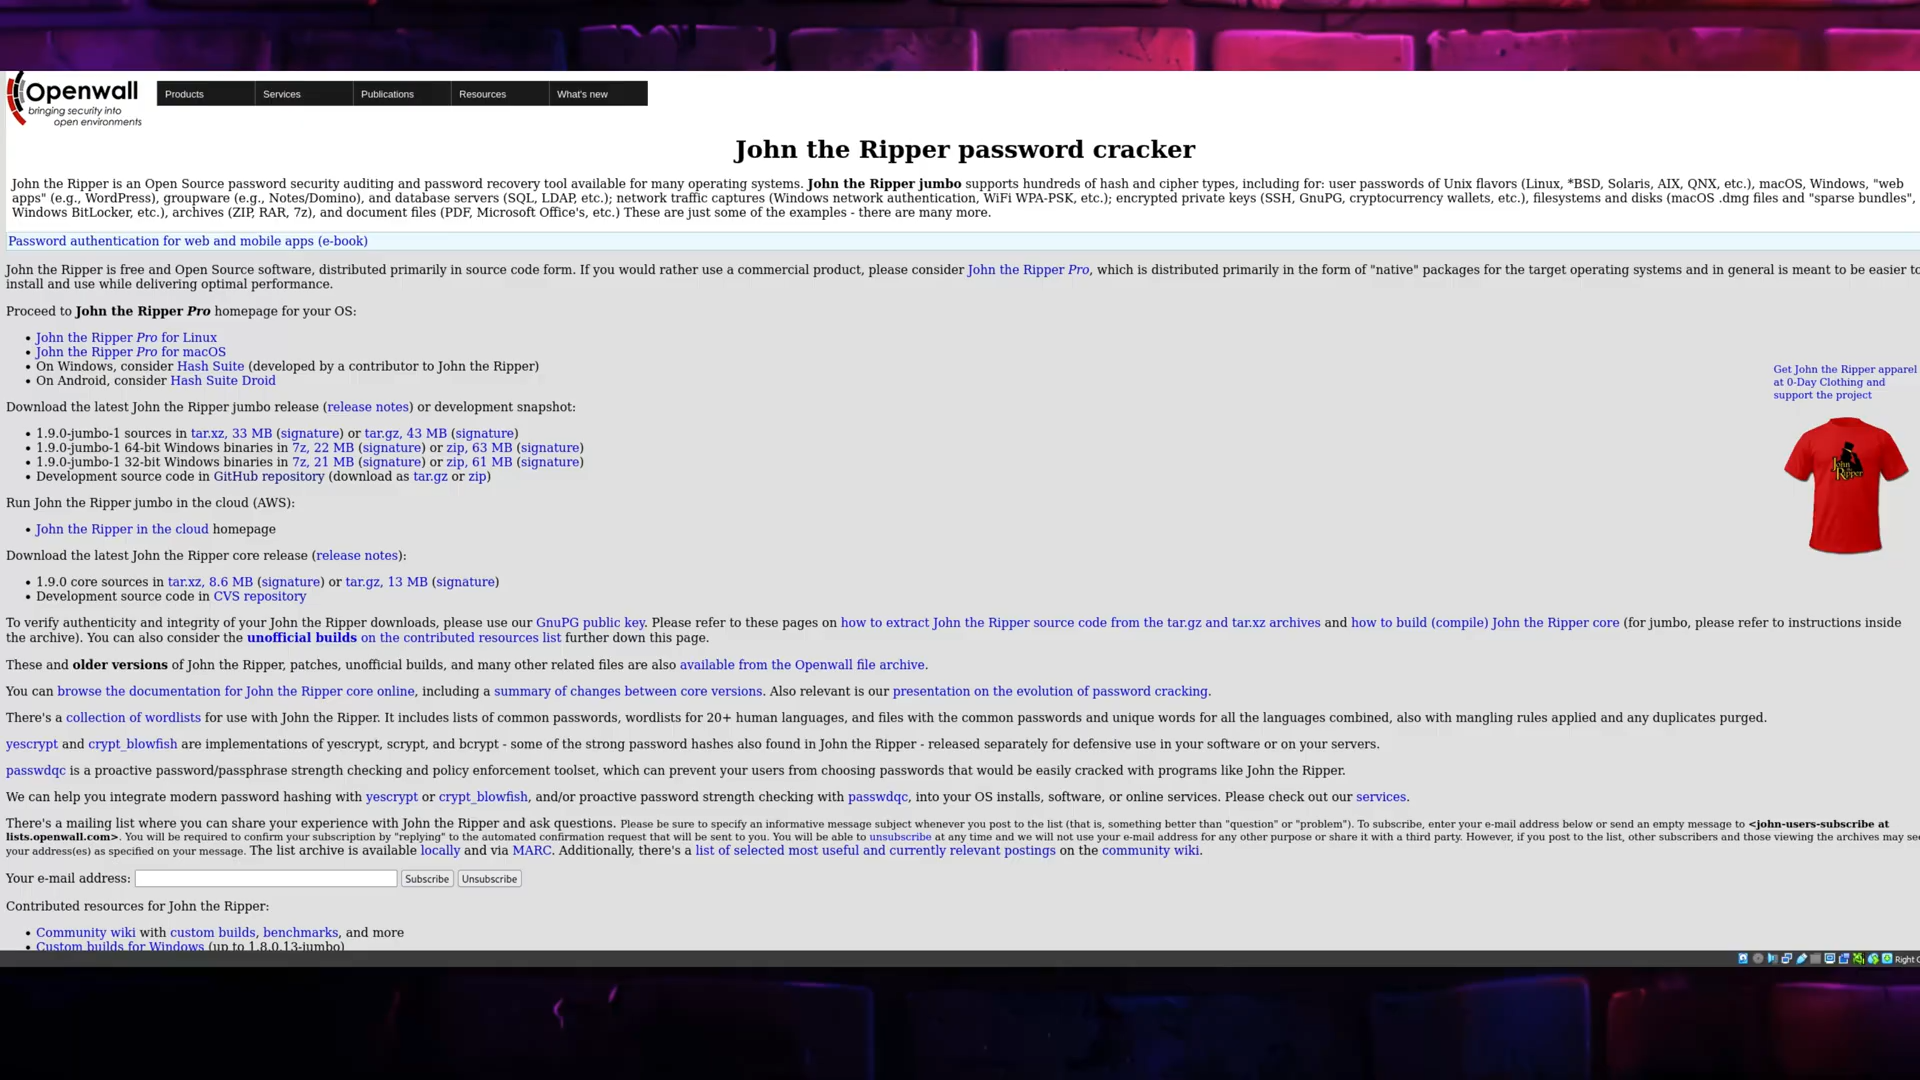 Openwall
bringing security into
open environments
Products
Services
Publications
Resources
What's new
John the Ripper password cracker
John the Ripper is an Open Source password security auditing and password recovery tool available for many operating systems. John the Ripper jumbo supports hundreds of hash and cipher types, including for: user passwords of Unix flavors (Linux, *BSD, Solaris, AIX, QNX, etc.), macOS, Windows, "web
apps" (e.g., WordPress), groupware (e.g., Notes/Domino), and database servers (SQL, LDAP, etc.); network traffic captures (Windows network authentication, WiFi WPA-PSK, etc.); encrypted private keys (SSH, GnuPG, cryptocurrency wallets, etc.), filesystems and disks (macOS .dmg files and "sparse bundles",
Windows BitLocker, etc.), archives (ZIP, RAR, 7z), and document files (PDF, Microsoft Office's, etc.) These are just some of the examples - there are many more.
Password authentication for web and mobile apps (e-book)
John the Ripper is free and Open Source software, distributed primarily in source code form. If you would rather use a commercial product, please consider John the Ripper Pro, which is distributed primarily in the form of "native" packages for the target operating systems and in general is meant to be easier to
install and use while delivering optimal performance.
Proceed to John the Ripper Pro homepage for your OS:
• John the Ripper Pro for Linux
• John the Ripper Pro for macOS
• On Windows, consider Hash Suite (developed by a contributor to John the Ripper)
• On Android, consider Hash Suite Droid
Get John the Ripper apparel
at 0-Day Clothing and
support the project
John
the
Ripper
Download the latest John the Ripper jumbo release (release notes) or development snapshot:
• 1.9.0-jumbo-1 sources in tar.xz, 33 MB (signature) or tar.gz, 43 MB (signature)
• 1.9.0-jumbo-1 64-bit Windows binaries in 7z, 22 MB (signature) or zip, 63 MB (signature)
• 1.9.0-jumbo-1 32-bit Windows binaries in 7z, 21 MB (signature) or zip, 61 MB (signature)
• Development source code in GitHub repository (download as tar.gz or zip)
Run John the Ripper jumbo in the cloud (AWS):
• John the Ripper in the cloud homepage
Download the latest John the Ripper core release (release notes):
• 1.9.0 core sources in tar.xz, 8.6 MB (signature) or tar.gz, 13 MB (signature)
• Development source code in CVS repository
To verify authenticity and integrity of your John the Ripper downloads, please use our GnuPG public key. Please refer to these pages on how to extract John the Ripper source code from the tar.gz and tar.xz archives and how to build (compile) John the Ripper core (for jumbo, please refer to instructions inside
the archive). You can also consider the unofficial builds on the contributed resources list further down this page.
These and older versions of John the Ripper, patches, unofficial builds, and many other related files are also available from the Openwall file archive.
You can browse the documentation for John the Ripper core online, including a summary of changes between core versions. Also relevant is our presentation on the evolution of password cracking.
There's a collection of wordlists for use with John the Ripper. It includes lists of common passwords, wordlists for 20+ human languages, and files with the common passwords and unique words for all the languages combined, also with mangling rules applied and any duplicates purged.
yescrypt and crypt_blowfish are implementations of yescrypt, scrypt, and bcrypt - some of the strong password hashes also found in John the Ripper - released separately for defensive use in your software or on your servers.
passwdqc is a proactive password/passphrase strength checking and policy enforcement toolset, which can prevent your users from choosing passwords that would be easily cracked with programs like John the Ripper.
We can help you integrate modern password hashing with yescrypt or crypt_blowfish, and/or proactive password strength checking with passwdqc, into your OS installs, software, or online services. Please check out our services.
There's a mailing list where you can share your experience with John the Ripper and ask questions. Please be sure to specify an informative message subject whenever you post to the list (that is, something better than "question" or "problem"). To subscribe, enter your e-mail address below or send an empty message to <john-users-subscribe at
lists.openwall.com>. You will be required to confirm your subscription by "replying" to the automated confirmation request that will be sent to you. You will be able to unsubscribe at any time and we will not use your e-mail address for any other purpose or share it with a third party. However, if you post to the list, other subscribers and those viewing the archives may see
your address(es) as specified on your message. The list archive is available locally and via MARC. Additionally, there's a list of selected most useful and currently relevant postings on the community wiki.
Your e-mail address: Subscribe Unsubscribe
Contributed resources for John the Ripper:
• Community wiki with custom builds, benchmarks, and more
• Custom builds for Windows (up to 1.8.0.13-jumbo)
Right C